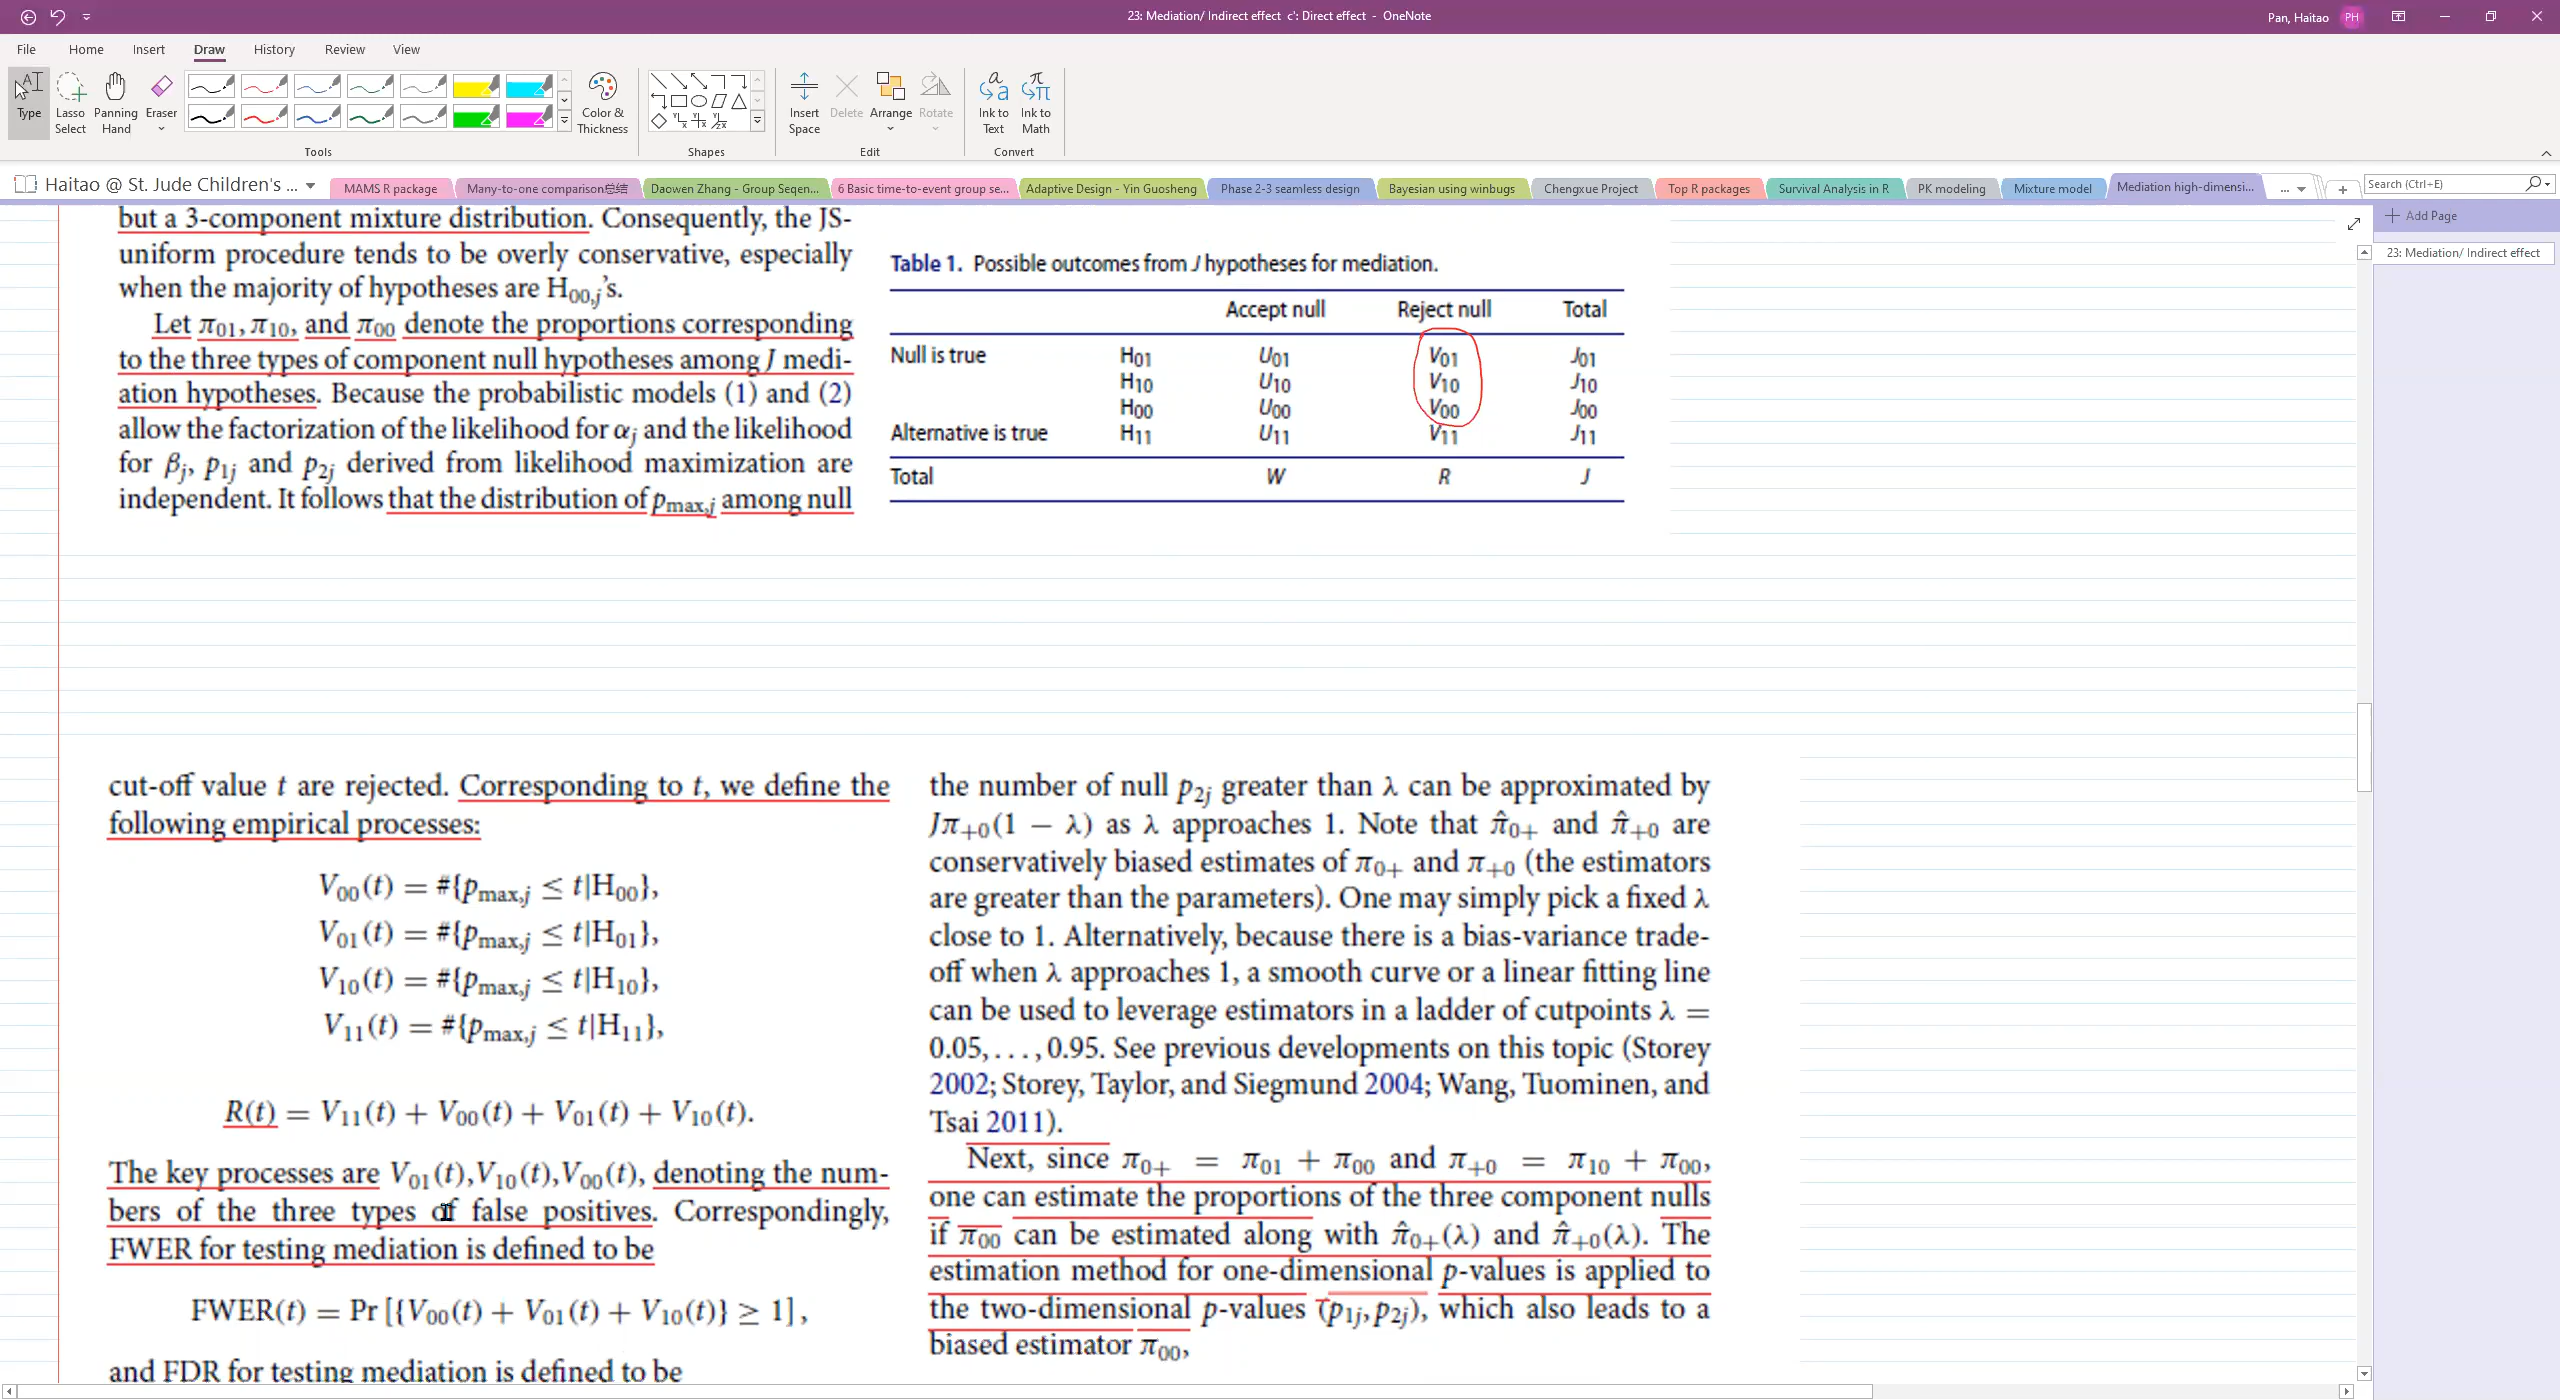 23: Mediation/ Indirect effect c': Direct effect - OneNote
Pan, Haitao PH
File Home Insert Draw History Review View
Type
Lasso Select
Panning Hand
Eraser
Color & Thickness
Insert Space
Delete
Arrange
Rotate
Ink to Text
Ink to Math
Tools Shapes Edit Convert
Haitao @ St. Jude Children's ...
MAMS R package
Many-to-one comparison总结
Daowen Zhang - Group Seqen...
6 Basic time-to-event group se...
Adaptive Design - Yin Guosheng
Phase 2-3 seamless design
Bayesian using winbugs
Chengxue Project
Top R packages
Survival Analysis in R
PK modeling
Mixture model
Mediation high-dimensi...
...
Search (Ctrl+E)
Add Page
23: Mediation/ Indirect effect
but a 3-component mixture distribution. Consequently, the JS-
uniform procedure tends to be overly conservative, especially
when the majority of hypotheses are H₀₀,ⱼ's.
Let π₀₁, π₁₀, and π₀₀ denote the proportions corresponding
to the three types of component null hypotheses among J medi-
ation hypotheses. Because the probabilistic models (1) and (2)
allow the factorization of the likelihood for αⱼ and the likelihood
for βⱼ, p₁ⱼ and p₂ⱼ derived from likelihood maximization are
independent. It follows that the distribution of pmax,j among null
Table 1. Possible outcomes from J hypotheses for mediation.
Accept null Reject null Total
Null is true H₀₁ U₀₁ V₀₁ J₀₁
H₁₀ U₁₀ V₁₀ J₁₀
H₀₀ U₀₀ V₀₀ J₀₀
Alternative is true H₁₁ U₁₁ V₁₁ J₁₁
Total W R J
cut-off value t are rejected. Corresponding to t, we define the
following empirical processes:
V₀₀(t) = #{pmax,j ≤ t|H₀₀},
V₀₁(t) = #{pmax,j ≤ t|H₀₁},
V₁₀(t) = #{pmax,j ≤ t|H₁₀},
V₁₁(t) = #{pmax,j ≤ t|H₁₁},
R(t) = V₁₁(t) + V₀₀(t) + V₀₁(t) + V₁₀(t).
The key processes are V₀₁(t), V₁₀(t), V₀₀(t), denoting the num-
bers of the three types of false positives. Correspondingly,
FWER for testing mediation is defined to be
FWER(t) = Pr [{V₀₀(t) + V₀₁(t) + V₁₀(t)} ≥ 1] ,
and FDR for testing mediation is defined to be
the number of null p₂ⱼ greater than λ can be approximated by
Jπ₊₀(1 − λ) as λ approaches 1. Note that π̂₀₊ and π̂₊₀ are
conservatively biased estimates of π₀₊ and π₊₀ (the estimators
are greater than the parameters). One may simply pick a fixed λ
close to 1. Alternatively, because there is a bias-variance trade-
off when λ approaches 1, a smooth curve or a linear fitting line
can be used to leverage estimators in a ladder of cutpoints λ =
0.05, . . . , 0.95. See previous developments on this topic (Storey
2002; Storey, Taylor, and Siegmund 2004; Wang, Tuominen, and
Tsai 2011).
Next, since π₀₊ = π₀₁ + π₀₀ and π₊₀ = π₁₀ + π₀₀,
one can estimate the proportions of the three component nulls
if π₀₀ can be estimated along with π̂₀₊(λ) and π̂₊₀(λ). The
estimation method for one-dimensional p-values is applied to
the two-dimensional p-values (p₁ⱼ, p₂ⱼ), which also leads to a
biased estimator π₀₀,